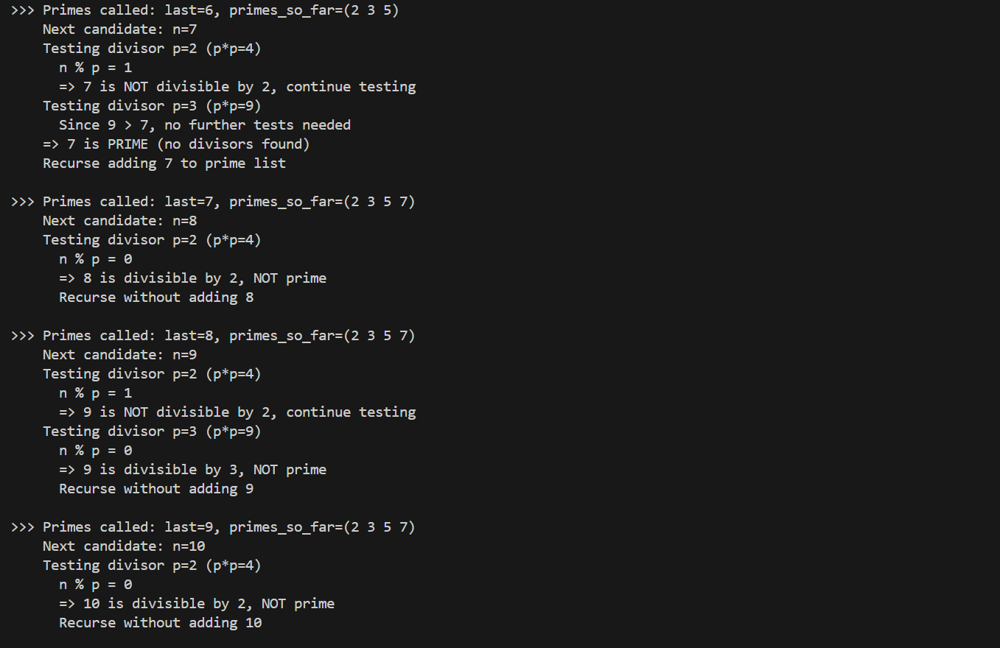 >>> Primes called: last=6, primes_so_far=(2 3 5)
    Next candidate: n=7
    Testing divisor p=2 (p*p=4)
      n % p = 1
      => 7 is NOT divisible by 2, continue testing
    Testing divisor p=3 (p*p=9)
      Since 9 > 7, no further tests needed
    => 7 is PRIME (no divisors found)
    Recurse adding 7 to prime list

>>> Primes called: last=7, primes_so_far=(2 3 5 7)
    Next candidate: n=8
    Testing divisor p=2 (p*p=4)
      n % p = 0
      => 8 is divisible by 2, NOT prime
      Recurse without adding 8

>>> Primes called: last=8, primes_so_far=(2 3 5 7)
    Next candidate: n=9
    Testing divisor p=2 (p*p=4)
      n % p = 1
      => 9 is NOT divisible by 2, continue testing
    Testing divisor p=3 (p*p=9)
      n % p = 0
      => 9 is divisible by 3, NOT prime
      Recurse without adding 9

>>> Primes called: last=9, primes_so_far=(2 3 5 7)
    Next candidate: n=10
    Testing divisor p=2 (p*p=4)
      n % p = 0
      => 10 is divisible by 2, NOT prime
      Recurse without adding 10